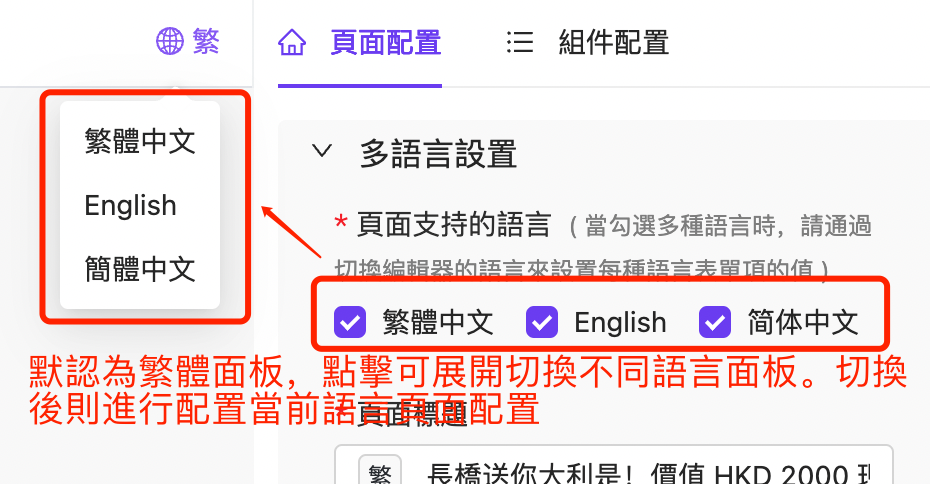 繁
頁面配置
組件配置
繁體中文
English
簡體中文
多語言設置
* 頁面支持的語言 ( 當勾選多種語言時，請通過
切換編輯器的語言來設置每種語言表單項的值 )
繁體中文 English 简体中文
默認為繁體面板，點擊可展開切換不同語言面板。切換
後則進行配置當前語言頁面配置
* 頁面標題
繁 長橋送你大利是！價值 HKD 2000